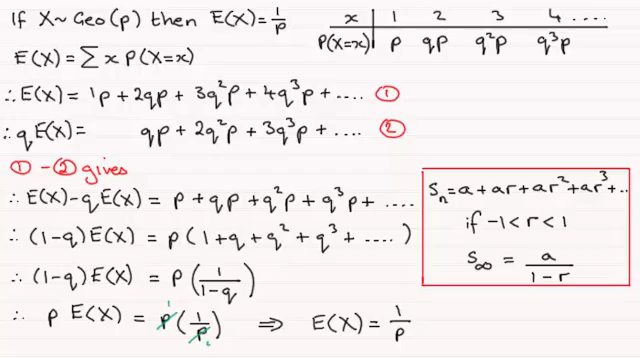 If X~Geo(p) then E(X)=1/p
x 1 2 3 4 ....
P(X=x) p qp q²p q³p
E(X)=∑ x P(X=x)
∴ E(X) = 1p + 2qp + 3q²p + 4q³p + .... ①
∴ qE(X) = qp + 2q²p + 3q³p + .... ②
① - ② gives
∴ E(X)-qE(X) = p + qp + q²p + q³p + ....
∴ (1-q)E(X) = p(1+q+q²+q³+....)
∴ (1-q)E(X) = p(1/(1-q))
∴ p E(X) = p¹(1/p₁) ⇒ E(X) = 1/p
Sₙ = a + ar + ar² + ar³ + ..
if -1<r<1
S∞ = a/(1-r)